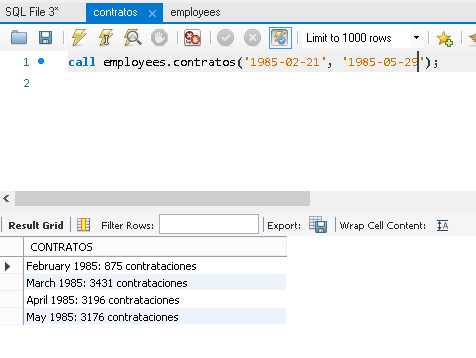 SQL File 3* contratos × employees
Limit to 1000 rows
1 call employees.contratos('1985-02-21', '1985-05-29');
2
Result Grid Filter Rows: Export: Wrap Cell Content: IA
CONTRATOS
February 1985: 875 contrataciones
March 1985: 3431 contrataciones
April 1985: 3196 contrataciones
May 1985: 3176 contrataciones